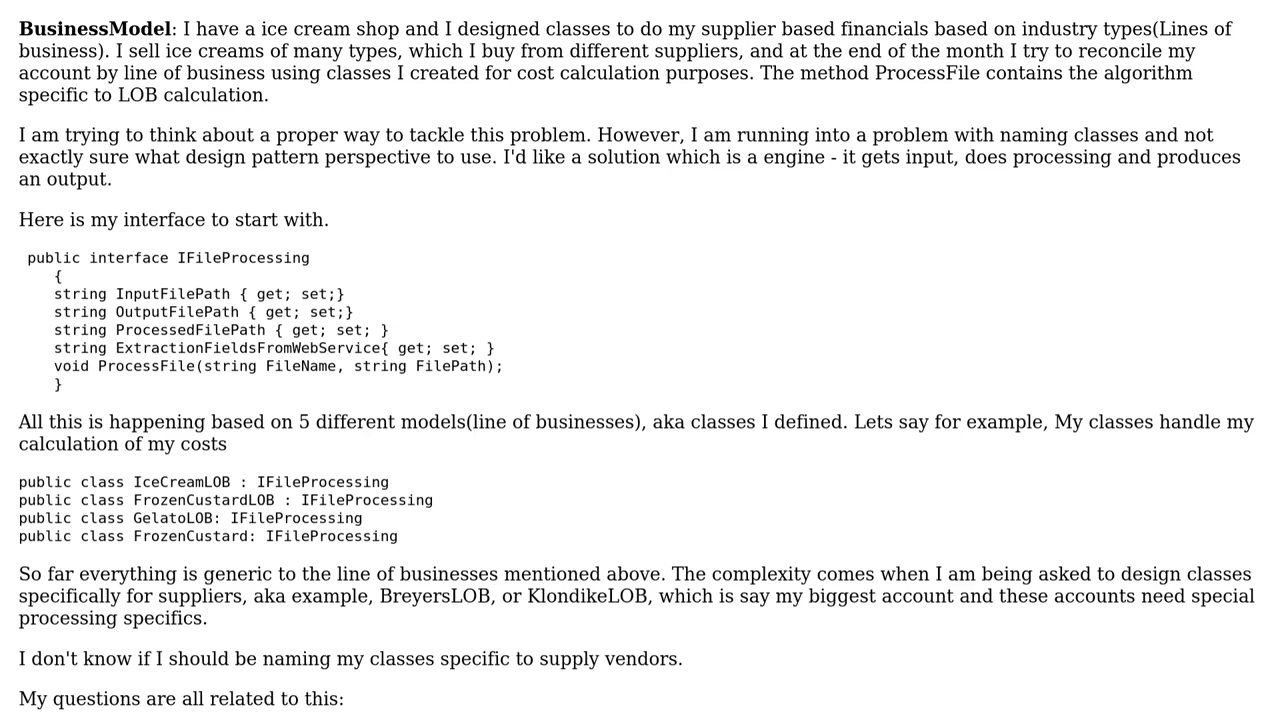 BusinessModel: I have a ice cream shop and I designed classes to do my supplier based financials based on industry types(Lines of
business). I sell ice creams of many types, which I buy from different suppliers, and at the end of the month I try to reconcile my
account by line of business using classes I created for cost calculation purposes. The method ProcessFile contains the algorithm
specific to LOB calculation.
I am trying to think about a proper way to tackle this problem. However, I am running into a problem with naming classes and not
exactly sure what design pattern perspective to use. I'd like a solution which is a engine - it gets input, does processing and produces
an output.
Here is my interface to start with.
public interface IFileProcessing
{
string InputFilePath { get; set;}
string OutputFilePath { get; set;}
string ProcessedFilePath { get; set; }
string ExtractionFieldsFromWebService{ get; set; }
void ProcessFile(string FileName, string FilePath);
}
All this is happening based on 5 different models(line of businesses), aka classes I defined. Lets say for example, My classes handle my
calculation of my costs
public class IceCreamLOB : IFileProcessing
public class FrozenCustardLOB : IFileProcessing
public class GelatoLOB: IFileProcessing
public class FrozenCustard: IFileProcessing
So far everything is generic to the line of businesses mentioned above. The complexity comes when I am being asked to design classes
specifically for suppliers, aka example, BreyersLOB, or KlondikeLOB, which is say my biggest account and these accounts need special
processing specifics.
I don't know if I should be naming my classes specific to supply vendors.
My questions are all related to this: